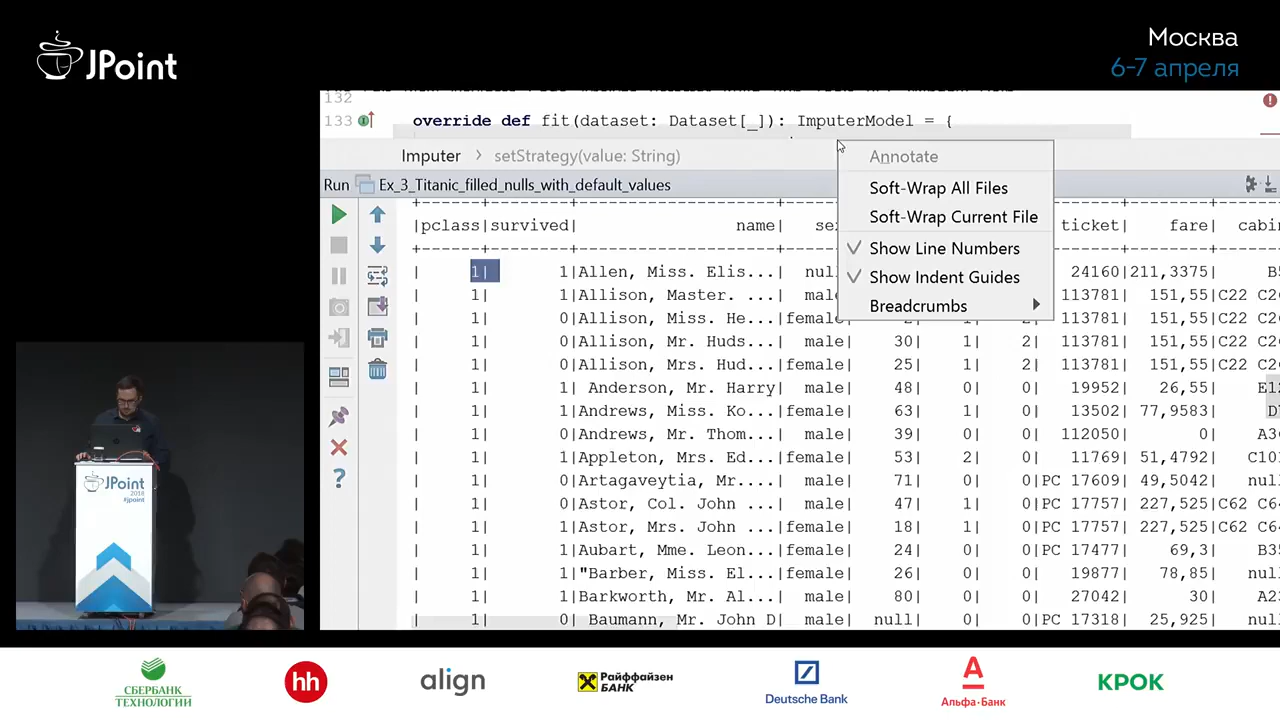 JPoint
Москва
6-7 апреля
132
133 override def fit(dataset: Dataset[_]): ImputerModel = {
Imputer setStrategy(value: String)
Run Ex_3_Titanic_filled_nulls_with_default_values
Annotate
Soft-Wrap All Files
Soft-Wrap Current File
Show Line Numbers
Show Indent Guides
Breadcrumbs
|pclass|survived| name| ticket| fare|
| 1| 1|Allen, Miss. Elis...| 24160|211,3375|
| 1| 1|Allison, Master. ...| male 113781| 151,55|C22
| 1| 0|Allison, Miss. He...|female 113781| 151,55|C22
| 1| 0|Allison, Mr. Huds...| male| 30| 1| 2| 113781| 151,55|C22
| 1| 0|Allison, Mrs. Hud...|female| 25| 1| 2| 113781| 151,55|C22
| 1| 1| Anderson, Mr. Harry| male| 48| 0| 0| 19952| 26,55|
| 1| 1|Andrews, Miss. Ko...|female| 63| 1| 0| 13502| 77,9583|
| 1| 0|Andrews, Mr. Thom...| male| 39| 0| 0| 112050| 0|
| 1| 1|Appleton, Mrs. Ed...|female| 53| 2| 0| 11769| 51,4792|
| 1| 0|Artagaveytia, Mr....| male| 71| 0| 0|PC 17609| 49,5042|
| 1| 0|Astor, Col. John ...| male| 47| 1| 0|PC 17757| 227,525|C62
| 1| 1|Astor, Mrs. John ...|female| 18| 1| 0|PC 17757| 227,525|C62
| 1| 1|Aubart, Mme. Leon...|female| 24| 0| 0|PC 17477| 69,3|
| 1| 1|"Barber, Miss. El...|female| 26| 0| 0| 19877| 78,85|
| 1| 1|Barkworth, Mr. Al...| male| 80| 0| 0| 27042| 30|
| 1| 0| Baumann, Mr. John D| male| null| 0| 0|PC 17318| 25,925|
JPoint
2018
#jpoint
СБЕРБАНК
ТЕХНОЛОГИИ
hh
align
Райффайзен
БАНК
Deutsche Bank
Альфа·Банк
КРОК